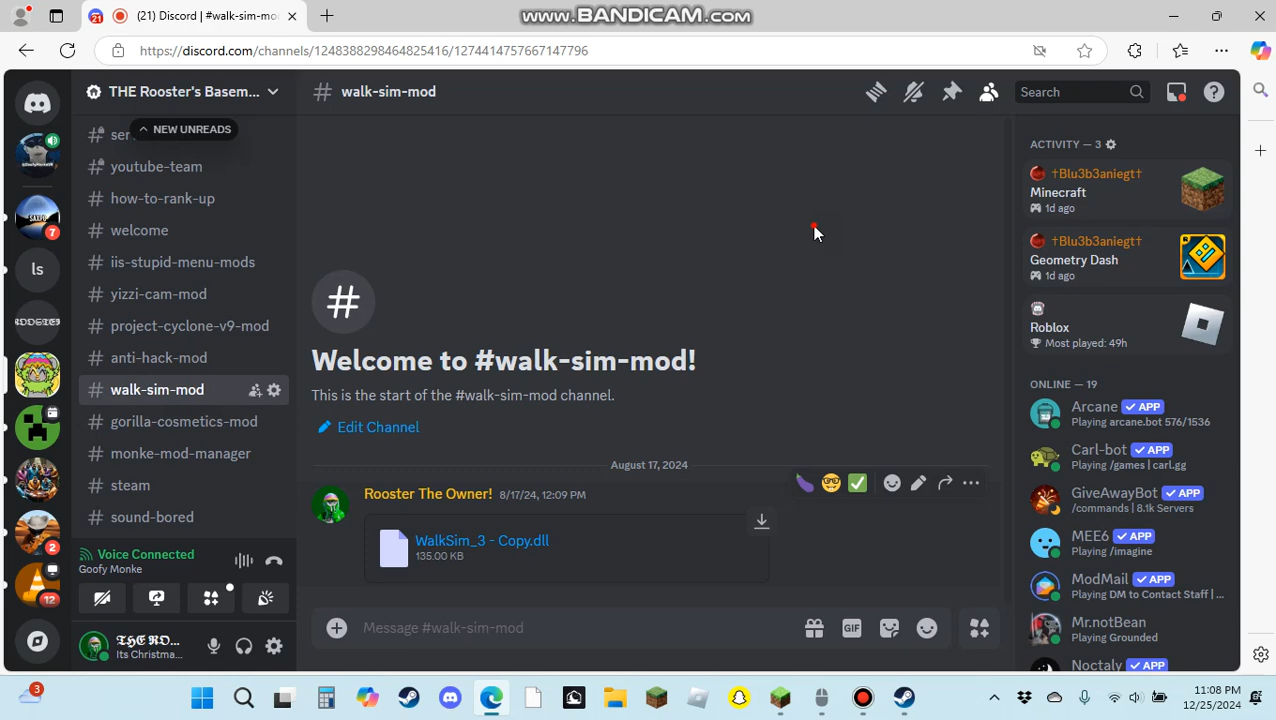 www.BANDICAM.com
(21) Discord | #walk-sim-mo
https://discord.com/channels/1248388298464825416/1274414757667147796
THE Rooster's Basem...
walk-sim-mod
Search
ser
NEW UNREADS
youtube-team
how-to-rank-up
welcome
iis-stupid-menu-mods
yizzi-cam-mod
project-cyclone-v9-mod
anti-hack-mod
walk-sim-mod
gorilla-cosmetics-mod
monke-mod-manager
steam
sound-bored
7
ls
2
12
Voice Connected
Goofy Monke
Its Christma...
Welcome to #walk-sim-mod!
This is the start of the #walk-sim-mod channel.
Edit Channel
August 17, 2024
Rooster The Owner! 8/17/24, 12:09 PM
WalkSim_3 - Copy.dll
135.00 KB
Message #walk-sim-mod
GIF
ACTIVITY — 3
†Blu3b3aniegt†
Minecraft
1d ago
†Blu3b3aniegt†
Geometry Dash
1d ago
Roblox
Most played: 49h
ONLINE — 19
Arcane ✓ APP
Playing arcane.bot 576/1536
Carl-bot ✓ APP
Playing /games | carl.gg
GiveAwayBot ✓ APP
/commands | 8.1k Servers
MEE6 ✓ APP
Playing /imagine
ModMail ✓ APP
Playing DM to Contact Staff | ...
Mr.notBean
Playing Grounded
Noctaly ✓ APP
3
11:08 PM
12/25/2024